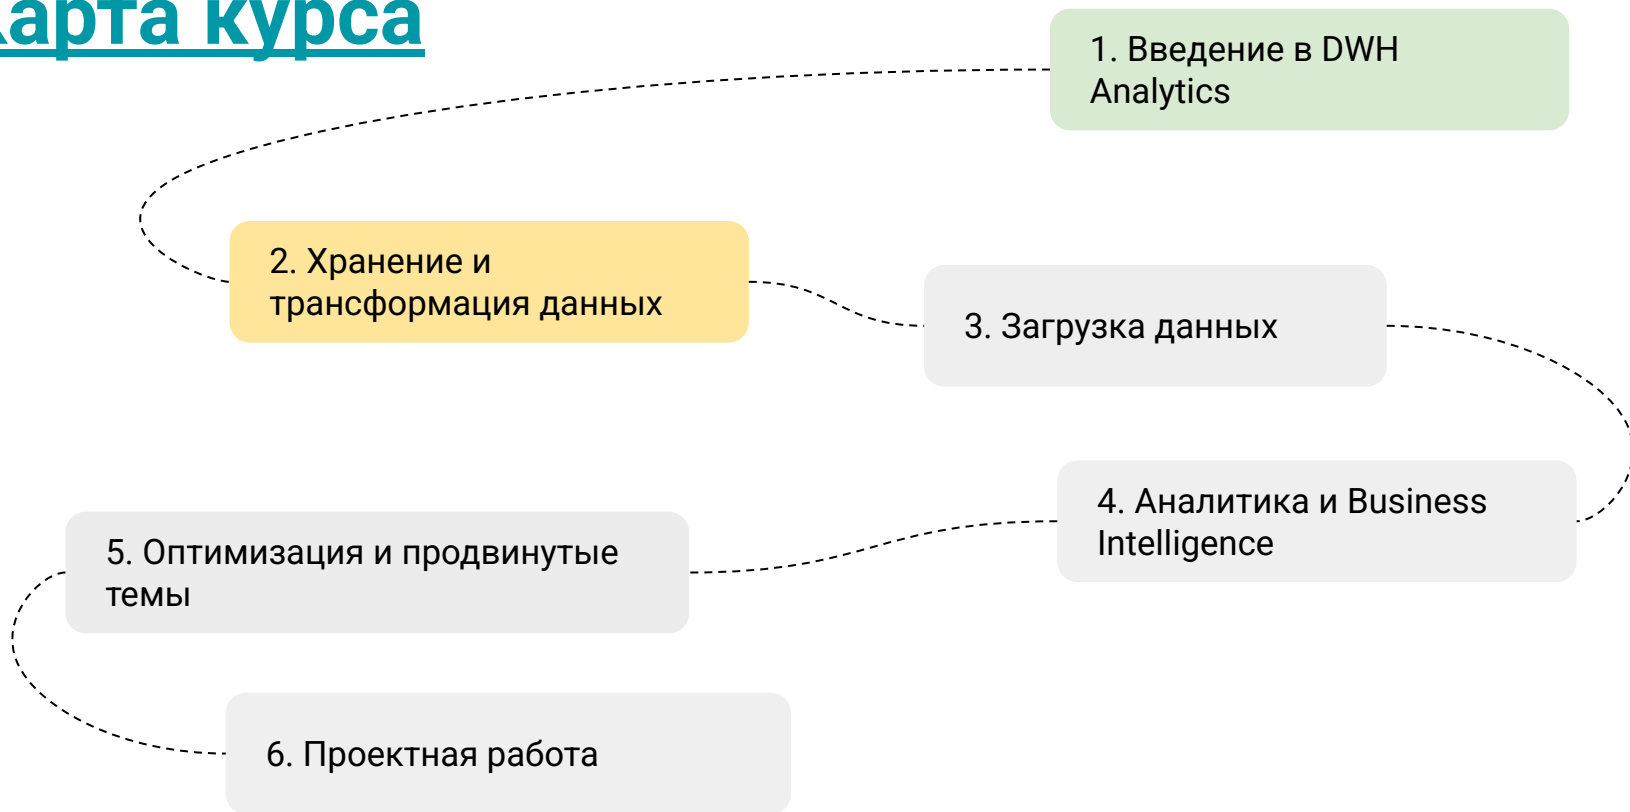 Карта курса
1. Введение в DWH
Analytics
2. Хранение и
трансформация данных
3. Загрузка данных
4. Аналитика и Business
Intelligence
5. Оптимизация и продвинутые
темы
6. Проектная работа